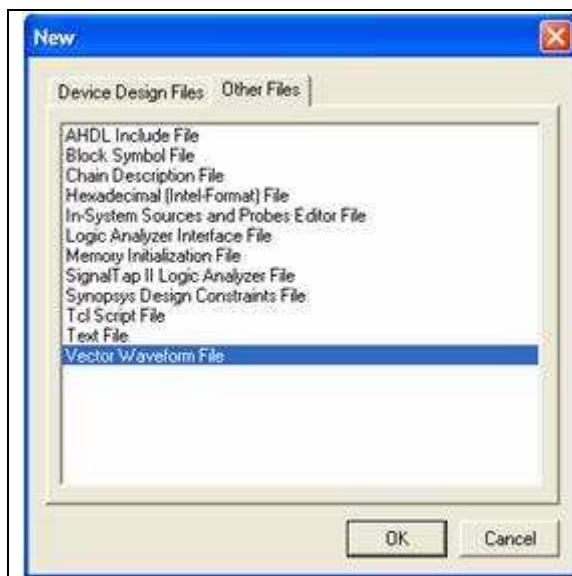 New
Device Design Files
Other Files
AHDL Include File
Block Symbol File
Chain Description File
Hexadecimal (Intel-Format) File
In-System Sources and Probes Editor File
Logic Analyzer Interface File
Memory Initialization File
SignalTap II Logic Analyzer File
Synopsys Design Constraints File
Tcl Script File
Text File
Vector Waveform File
OK
Cancel